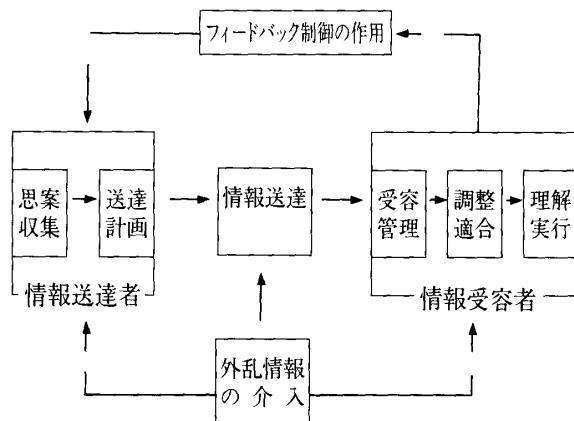 フィードバック制御の作用
思案
収集
送達
計画
情報送達者
情報送達
受容
管理
調整
適合
理解
実行
情報受容者
外乱情報
の介入